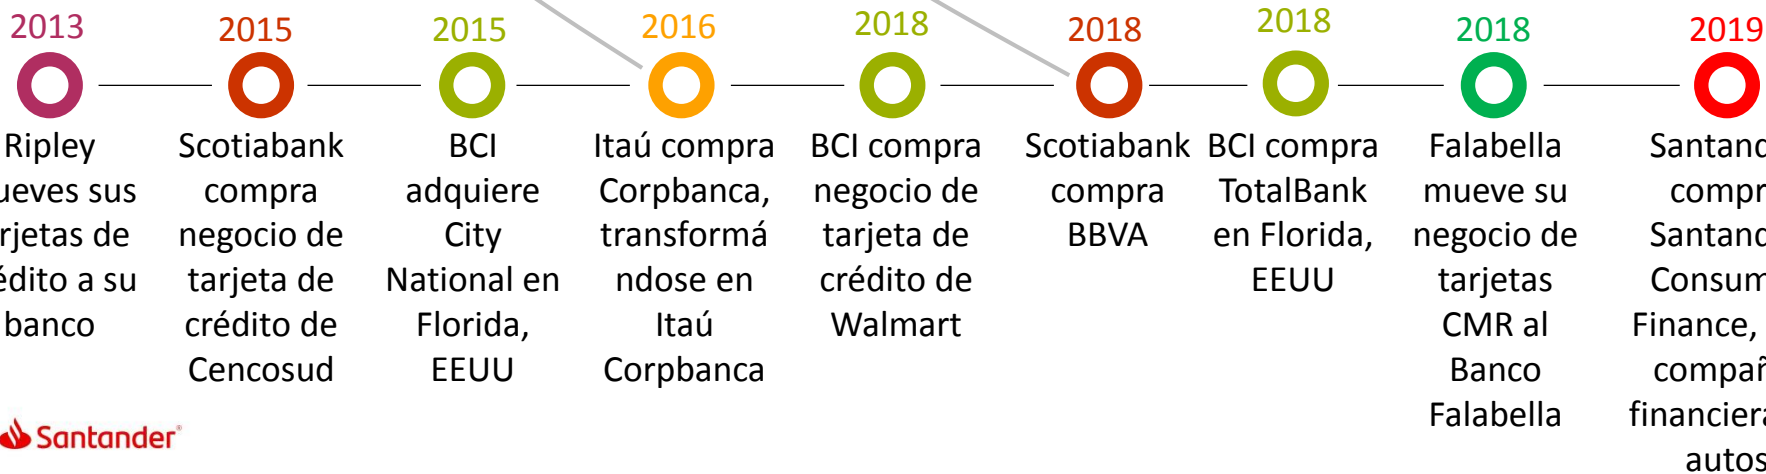 2013
Ripley
ueves sus
rjetas de
édito a su
banco
2015
Scotiabank
compra
negocio de
tarjeta de
crédito de
Cencosud
2015
BCI
adquiere
City
National en
Florida,
EEUU
2016
Itaú compra
Corpbanca,
transformá
ndose en
Itaú
Corpbanca
2018
BCI compra
negocio de
tarjeta de
crédito de
Walmart
2018
Scotiabank
compra
BBVA
2018
BCI compra
TotalBank
en Florida,
EEUU
2018
Falabella
mueve su
negocio de
tarjetas
CMR al
Banco
Falabella
2019
Santand
compr
Santand
Consum
Finance,
compañ
financiera
autos
Santander